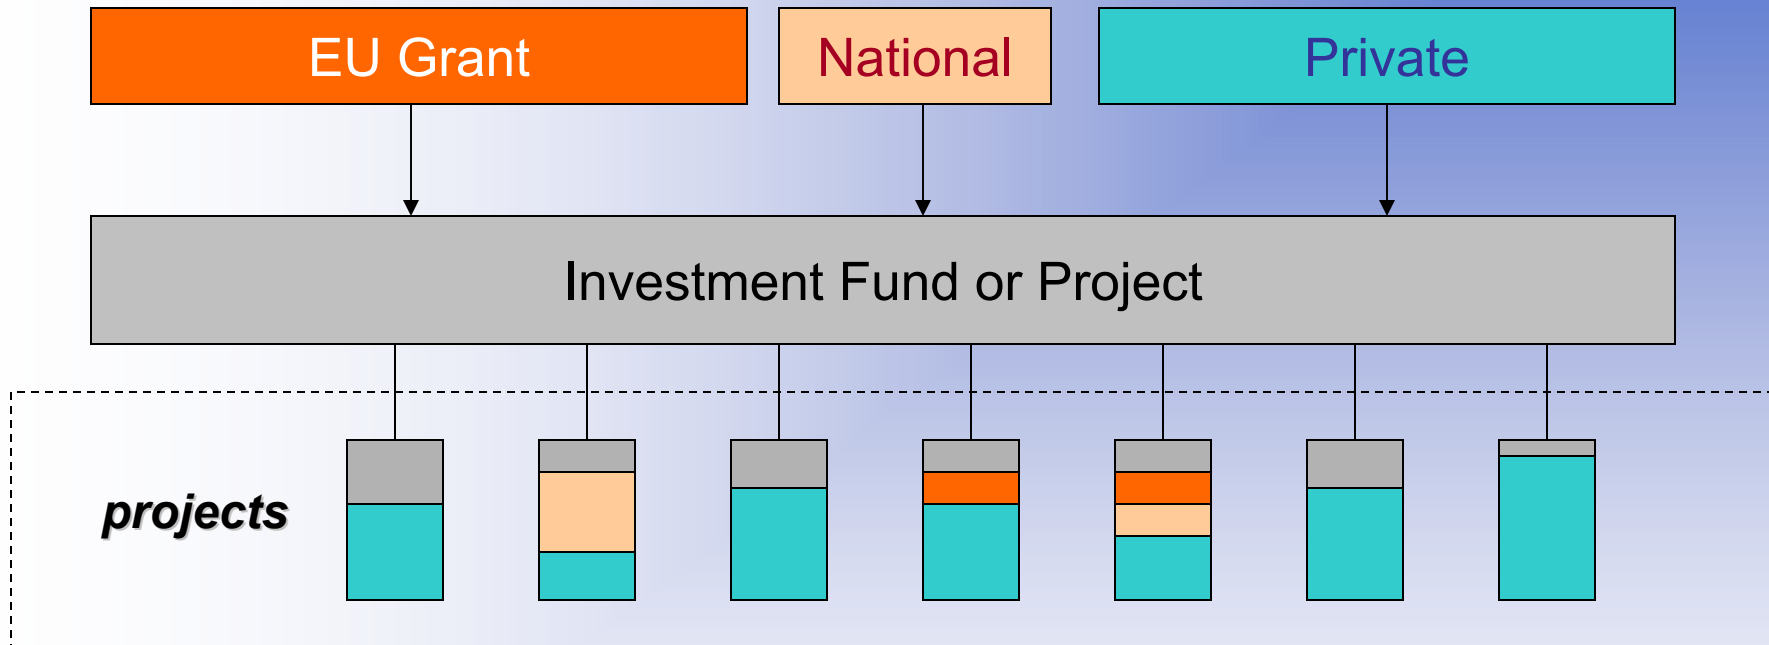 EU Grant
National
Private
Investment Fund or Project
projects